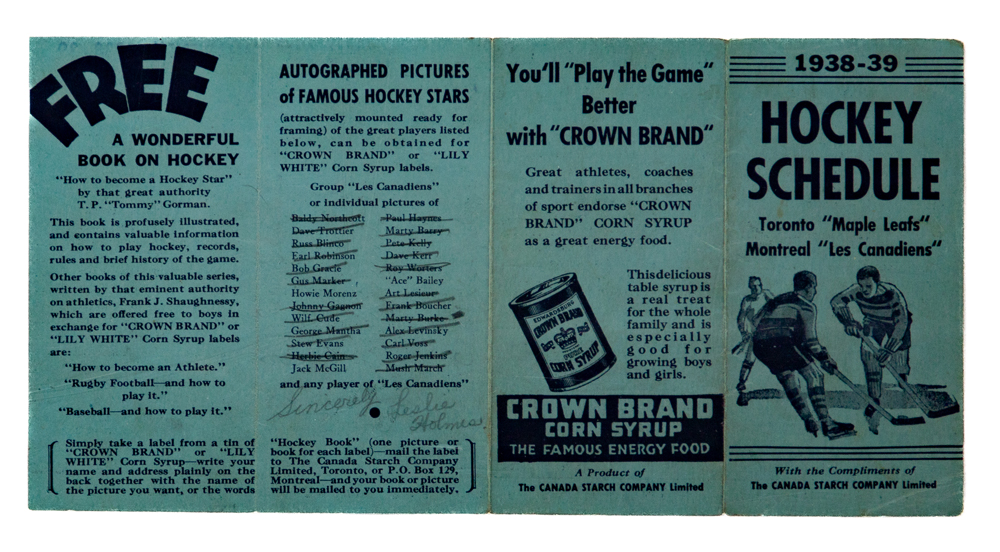 FREE
A WONDERFUL
BOOK ON HOCKEY
"How to become a Hockey Star"
by that great authority
T. P. "Tommy" Gorman.
This book is profusely illustrated,
and contains valuable information
on how to play hockey, records,
rules and brief history of the game.
Other books of this valuable series,
written by that eminent authority
on athletics, Frank J. Shaughnessy,
which are offered free to boys in
exchange for "CROWN BRAND" or
"LILY WHITE" Corn Syrup labels
are:
"How to become an Athlete."
"Rugby Football—and how to
play it."
"Baseball—and how to play it."
Simply take a label from a tin of
"CROWN BRAND" or "LILY
WHITE" Corn Syrup—write your
name and address plainly on the
back together with the name of
the picture you want, or the words
AUTOGRAPHED PICTURES
of FAMOUS HOCKEY STARS
(attractively mounted ready for
framing) of the great players listed
below, can be obtained for
"CROWN BRAND" or "LILY
WHITE" Corn Syrup labels.
Group "Les Canadiens"
or individual pictures of
Baldy Northcott
Dave Trottier
Russ Blinco
Earl Robinson
Bob Gracie
Gus Marker
Howie Morenz
Johnny Gagnon
Wilf Cude
George Mantha
Stew Evans
Herbie Cain
Jack McGill
Paul Haynes
Marty Barry
Pete Kelly
Dave Kerr
Roy Worters
"Ace" Bailey
Art Lesieur
Frank Boucher
Marty Burke
Alex Levinsky
Carl Voss
Roger Jenkins
Mush March
and any player of "Les Canadiens"
Sincerely Leslie
Holmes.
"Hockey Book" (one picture or
book for each label)—mail the label
to The Canada Starch Company
Limited, Toronto, or P.O. Box 129,
Montreal—and your book or picture
will be mailed to you immediately.
You'll "Play the Game"
Better
with "CROWN BRAND"
Great athletes, coaches
and trainers in all branches
of sport endorse "CROWN
BRAND" CORN SYRUP
as a great energy food.
EDWARDSBURG
CROWN BRAND
CORN SYRUP
This delicious
table syrup is
a real treat
for the whole
family and is
especially
good for
growing boys
and girls.
CROWN BRAND
CORN SYRUP
THE FAMOUS ENERGY FOOD
A Product of
The CANADA STARCH COMPANY Limited
1938-39
HOCKEY
SCHEDULE
Toronto "Maple Leafs"
Montreal "Les Canadiens"
With the Compliments of
The CANADA STARCH COMPANY Limited